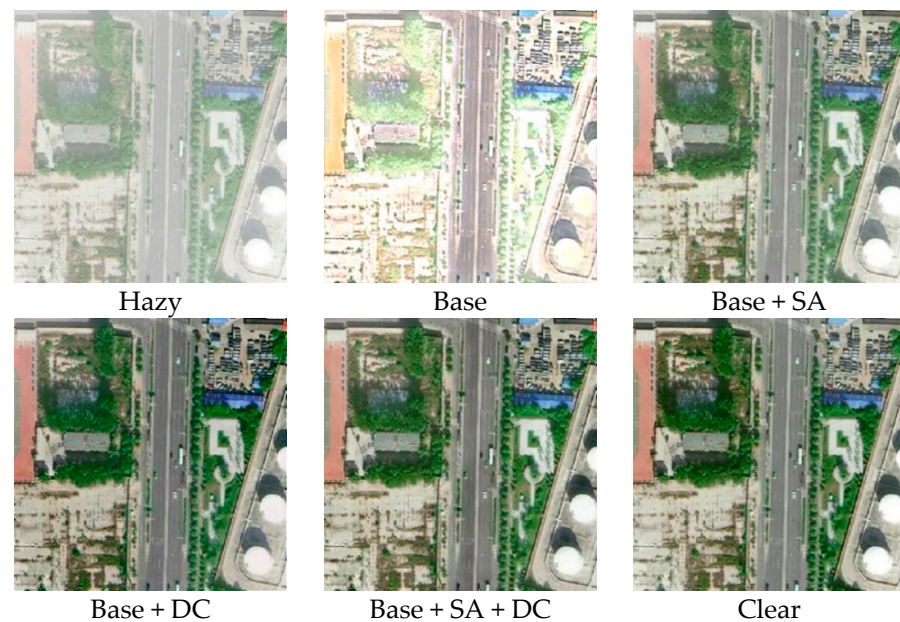 Hazy
Base
Base + SA
Base + DC
Base + SA + DC
Clear